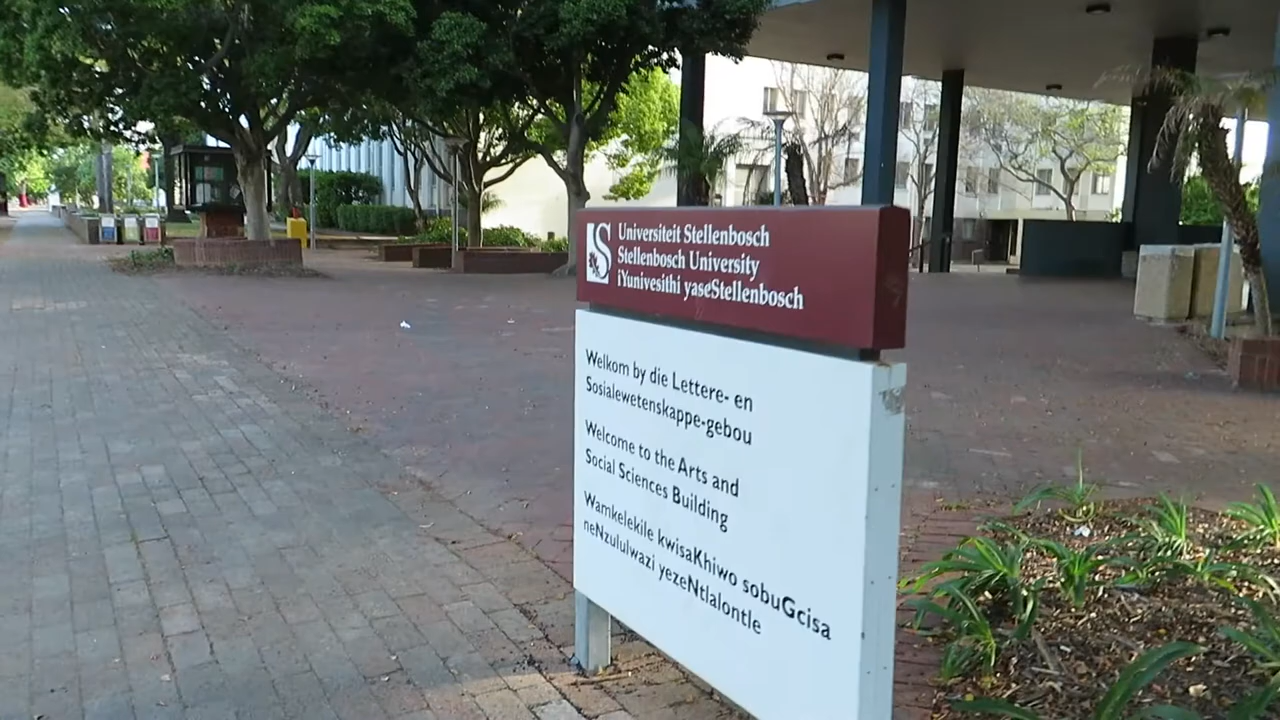 US
Universiteit Stellenbosch
Stellenbosch University
iYunivesithi yaseStellenbosch
Welkom by die Lettere- en
Sosialewetenskappe-gebou
Welcome to the Arts and
Social Sciences Building
Wamkelekile kwisaKhiwo sobuGcisa
neNzululwazi yezeNtlalontle